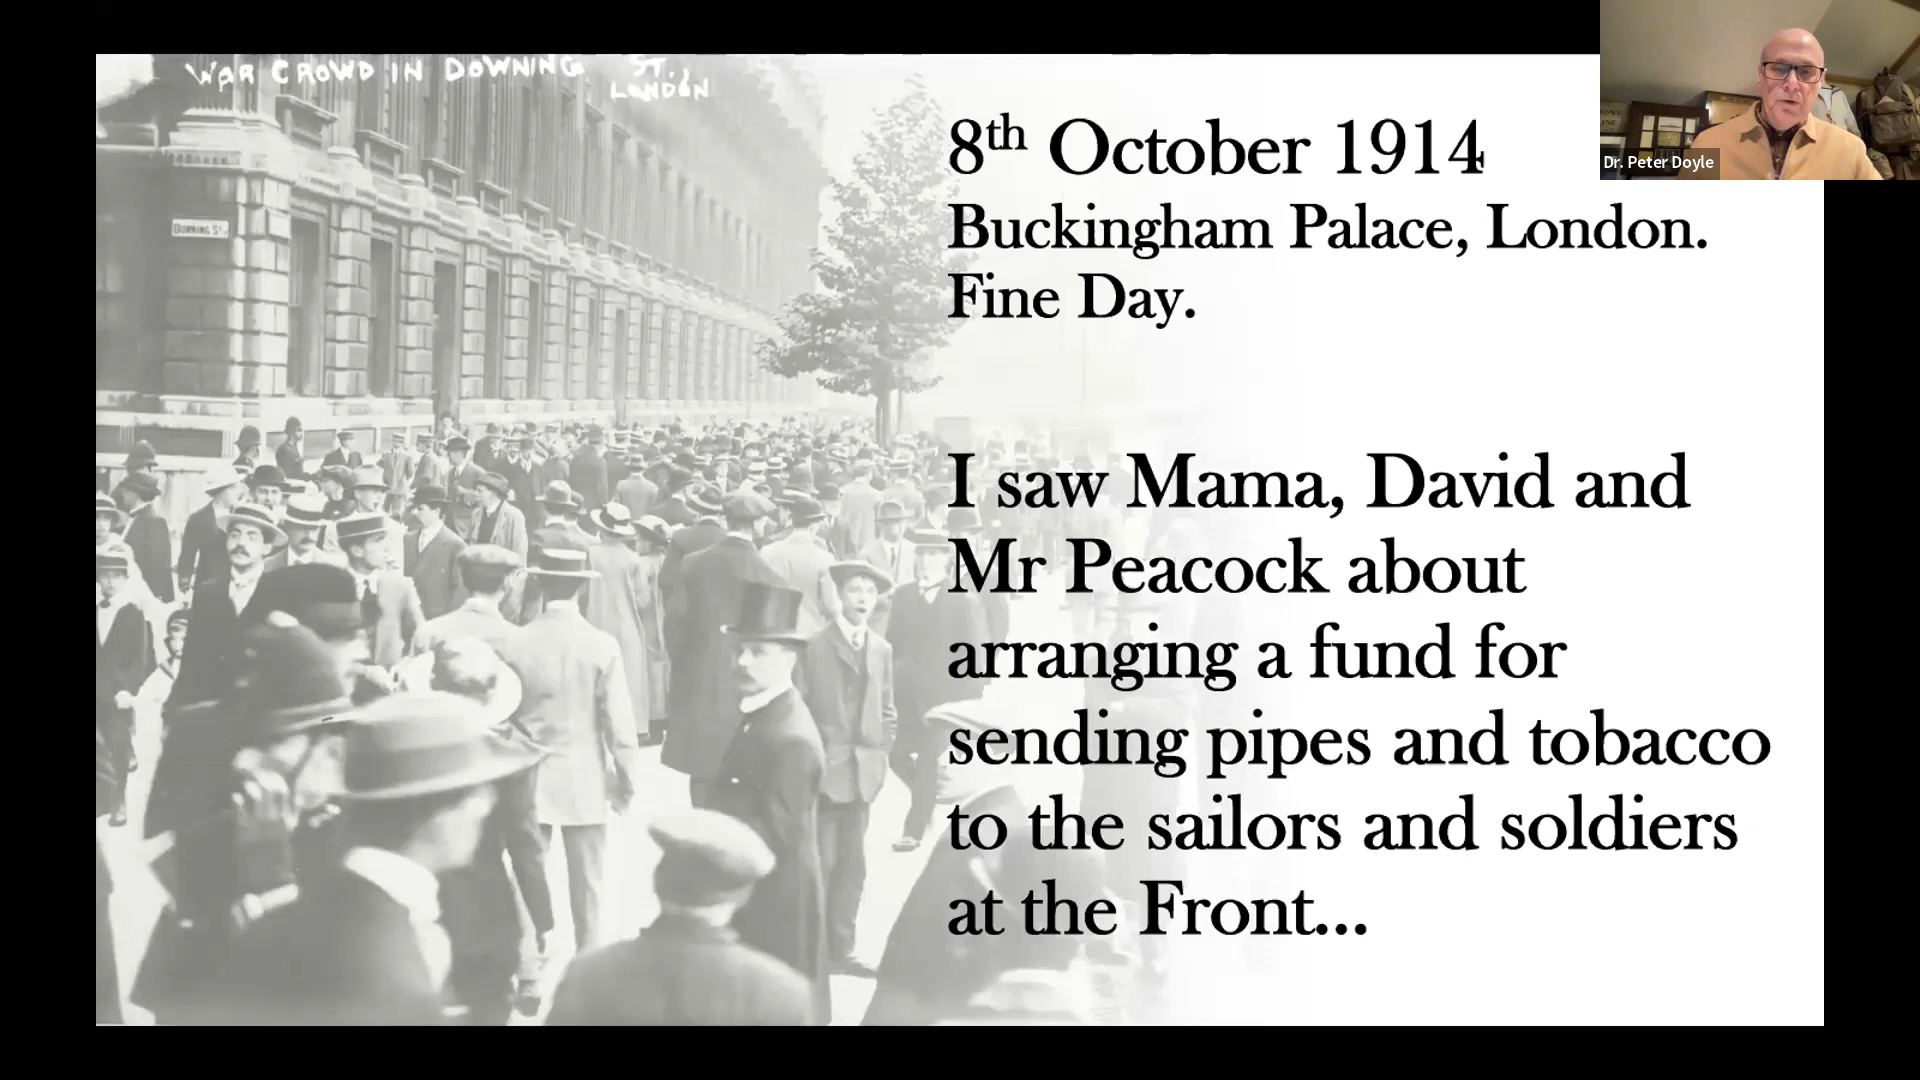 WAR CROWD IN DOWNING ST.
LONDON
DOWNING ST.
8th October 1914
Buckingham Palace, London.
Fine Day.
I saw Mama, David and
Mr Peacock about
arranging a fund for
sending pipes and tobacco
to the sailors and soldiers
at the Front...
Dr. Peter Doyle